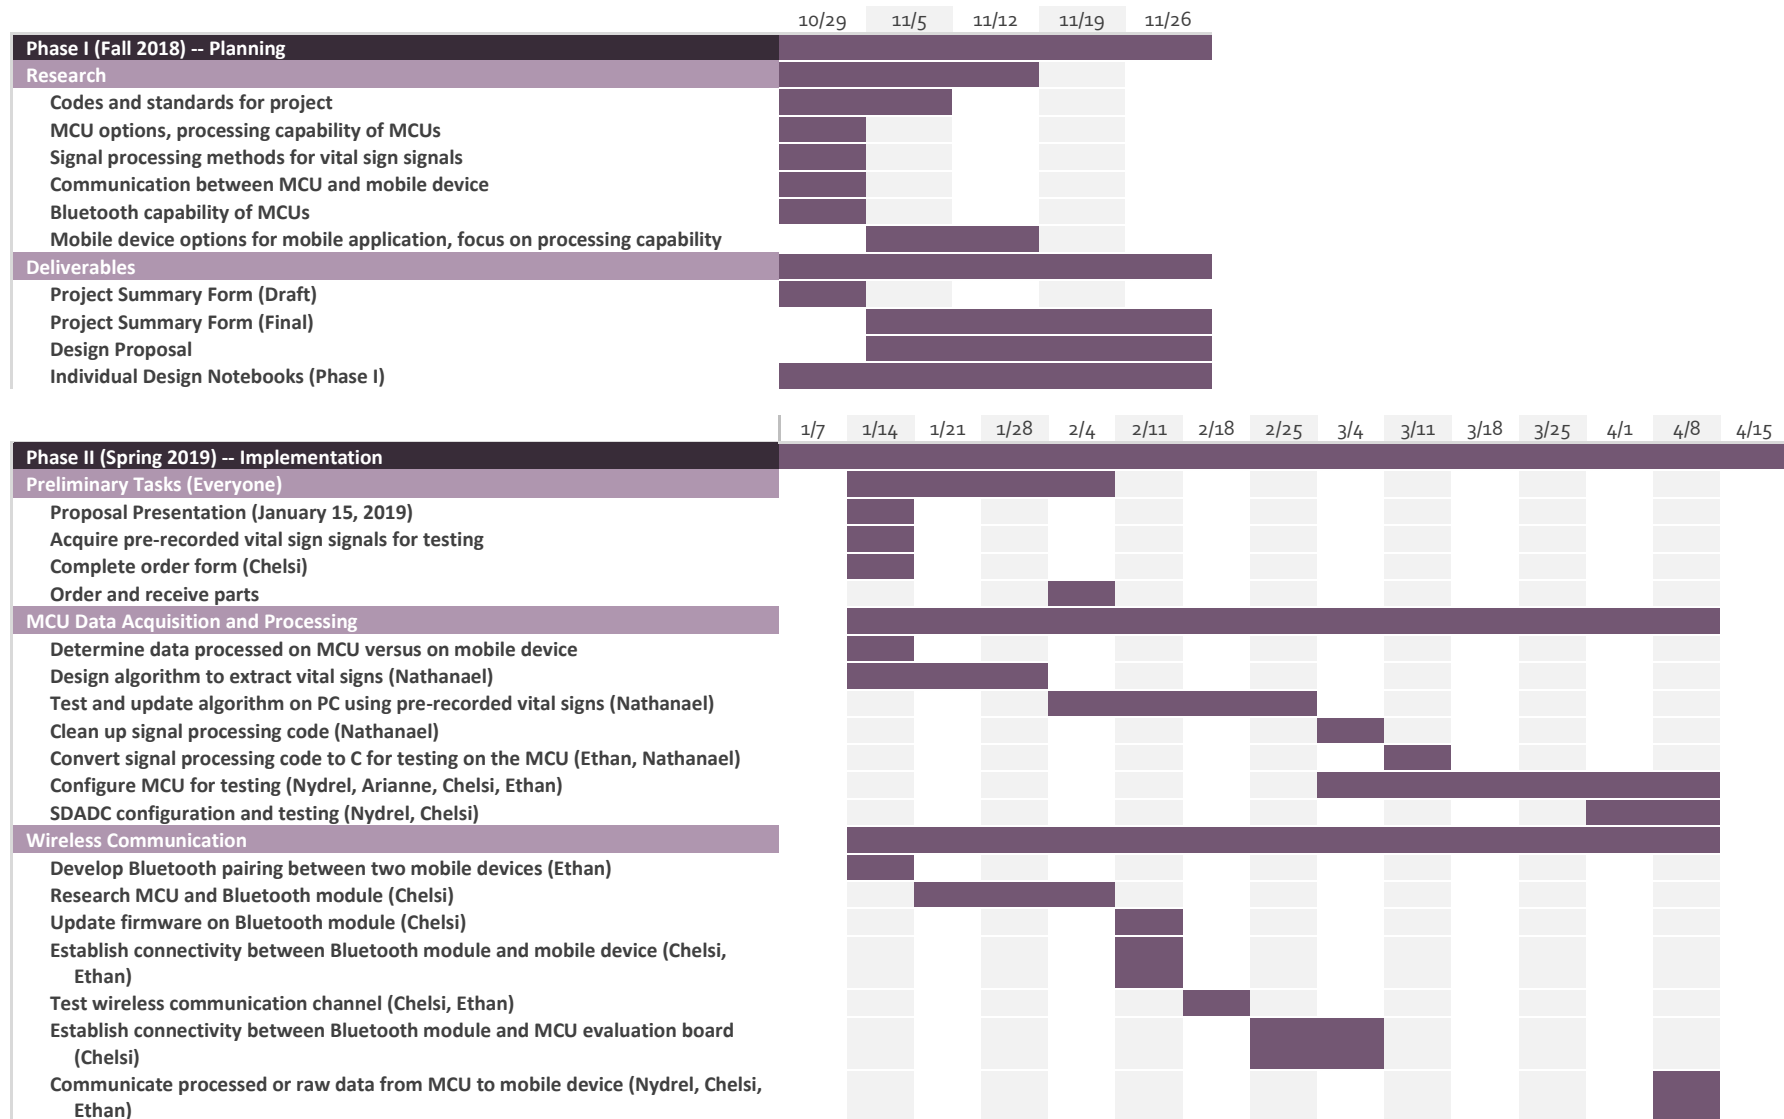 10/29 11/5 11/12 11/19 11/26
Phase I (Fall 2018) -- Planning
Research
Codes and standards for project
MCU options, processing capability of MCUs
Signal processing methods for vital sign signals
Communication between MCU and mobile device
Bluetooth capability of MCUs
Mobile device options for mobile application, focus on processing capability
Deliverables
Project Summary Form (Draft)
Project Summary Form (Final)
Design Proposal
Individual Design Notebooks (Phase I)
1/7 1/14 1/21 1/28 2/4 2/11 2/18 2/25 3/4 3/11 3/18 3/25 4/1 4/8 4/15
Phase II (Spring 2019) -- Implementation
Preliminary Tasks (Everyone)
Proposal Presentation (January 15, 2019)
Acquire pre-recorded vital sign signals for testing
Complete order form (Chelsi)
Order and receive parts
MCU Data Acquisition and Processing
Determine data processed on MCU versus on mobile device
Design algorithm to extract vital signs (Nathanael)
Test and update algorithm on PC using pre-recorded vital signs (Nathanael)
Clean up signal processing code (Nathanael)
Convert signal processing code to C for testing on the MCU (Ethan, Nathanael)
Configure MCU for testing (Nydrel, Arianne, Chelsi, Ethan)
SDADC configuration and testing (Nydrel, Chelsi)
Wireless Communication
Develop Bluetooth pairing between two mobile devices (Ethan)
Research MCU and Bluetooth module (Chelsi)
Update firmware on Bluetooth module (Chelsi)
Establish connectivity between Bluetooth module and mobile device (Chelsi,
Ethan)
Test wireless communication channel (Chelsi, Ethan)
Establish connectivity between Bluetooth module and MCU evaluation board
(Chelsi)
Communicate processed or raw data from MCU to mobile device (Nydrel, Chelsi,
Ethan)